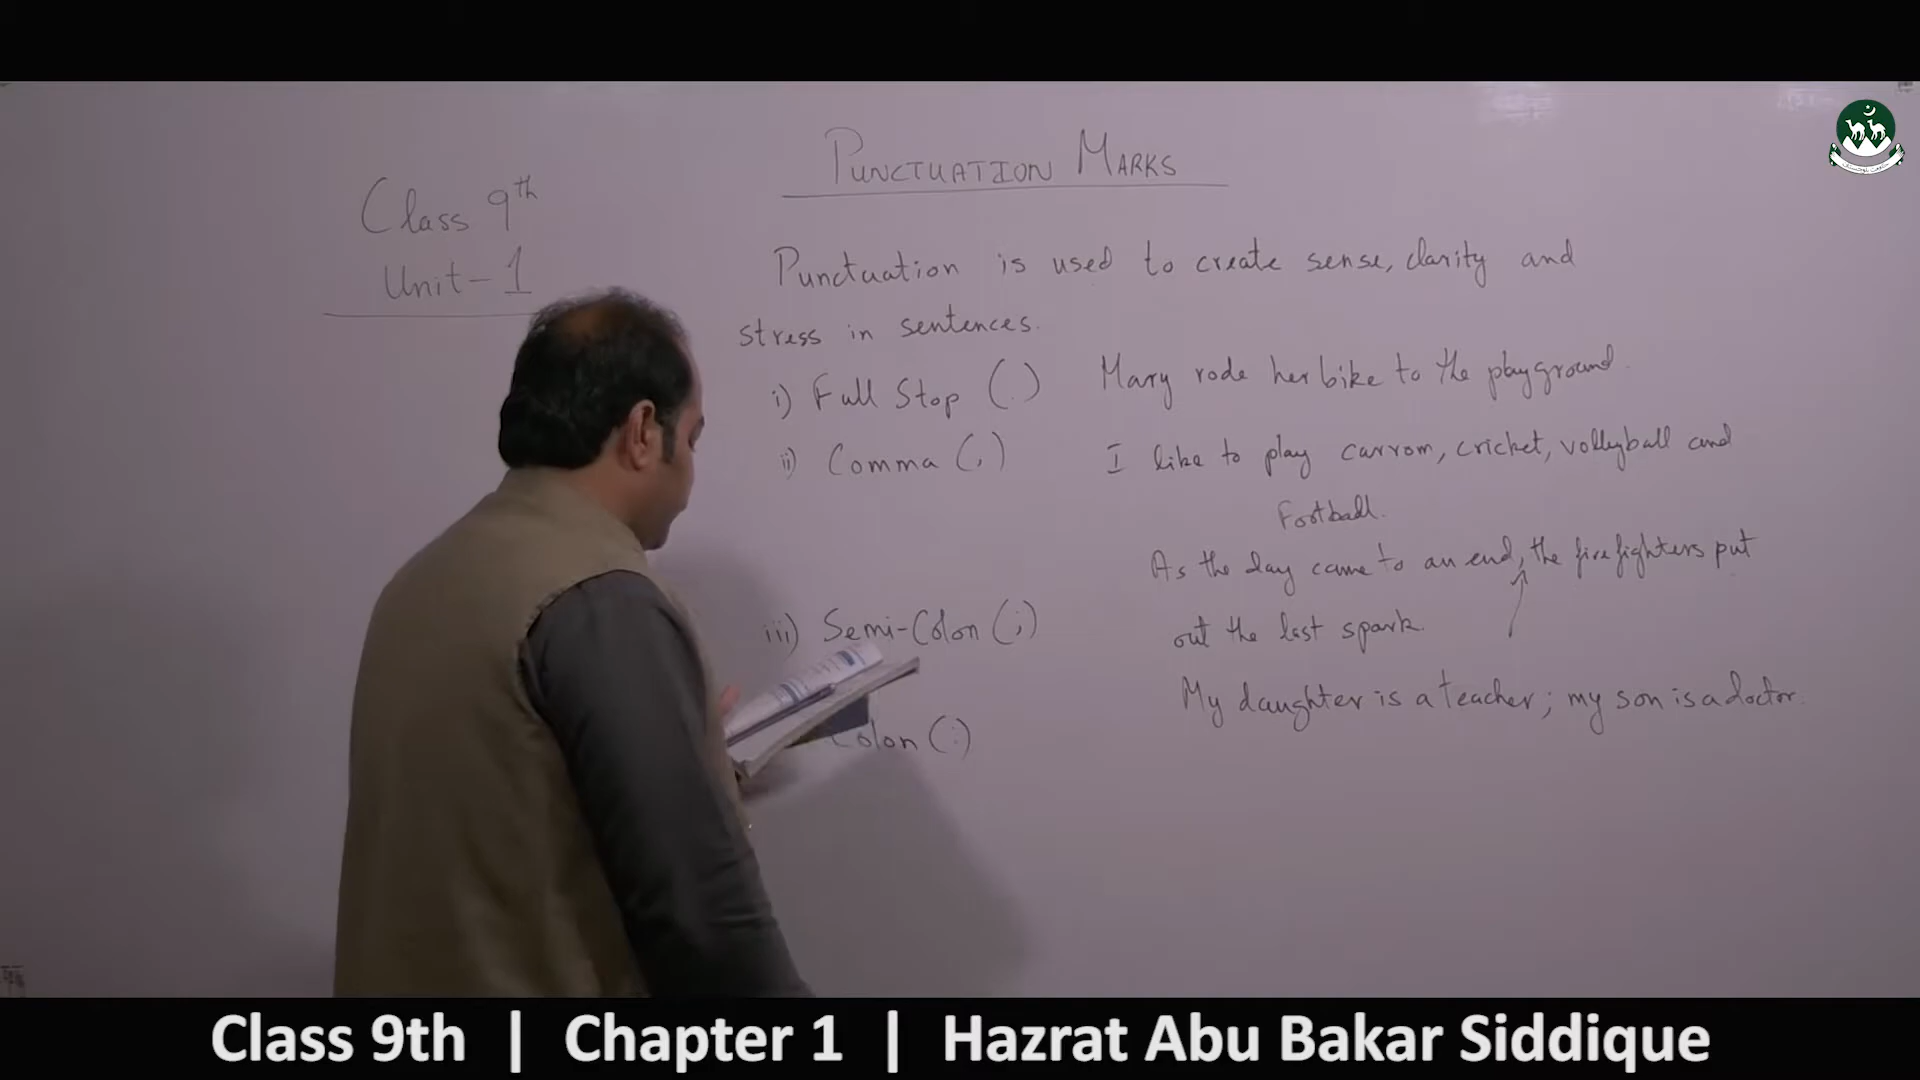 PUNCTUATION MARKS
Class 9th
Unit-1
Punctuation is used to create sense, clarity and
stress in sentences.
i) Full Stop (.) Mary rode her bike to the playground.
ii) Comma (,) I like to play carrom, cricket, volleyball and
Football.
As the day came to an end, the firefighters put
iii) Semi-Colon (;) out the last spark.
My daughter is a teacher; my son is a doctor.
Colon (:)
Class 9th | Chapter 1 | Hazrat Abu Bakar Siddique